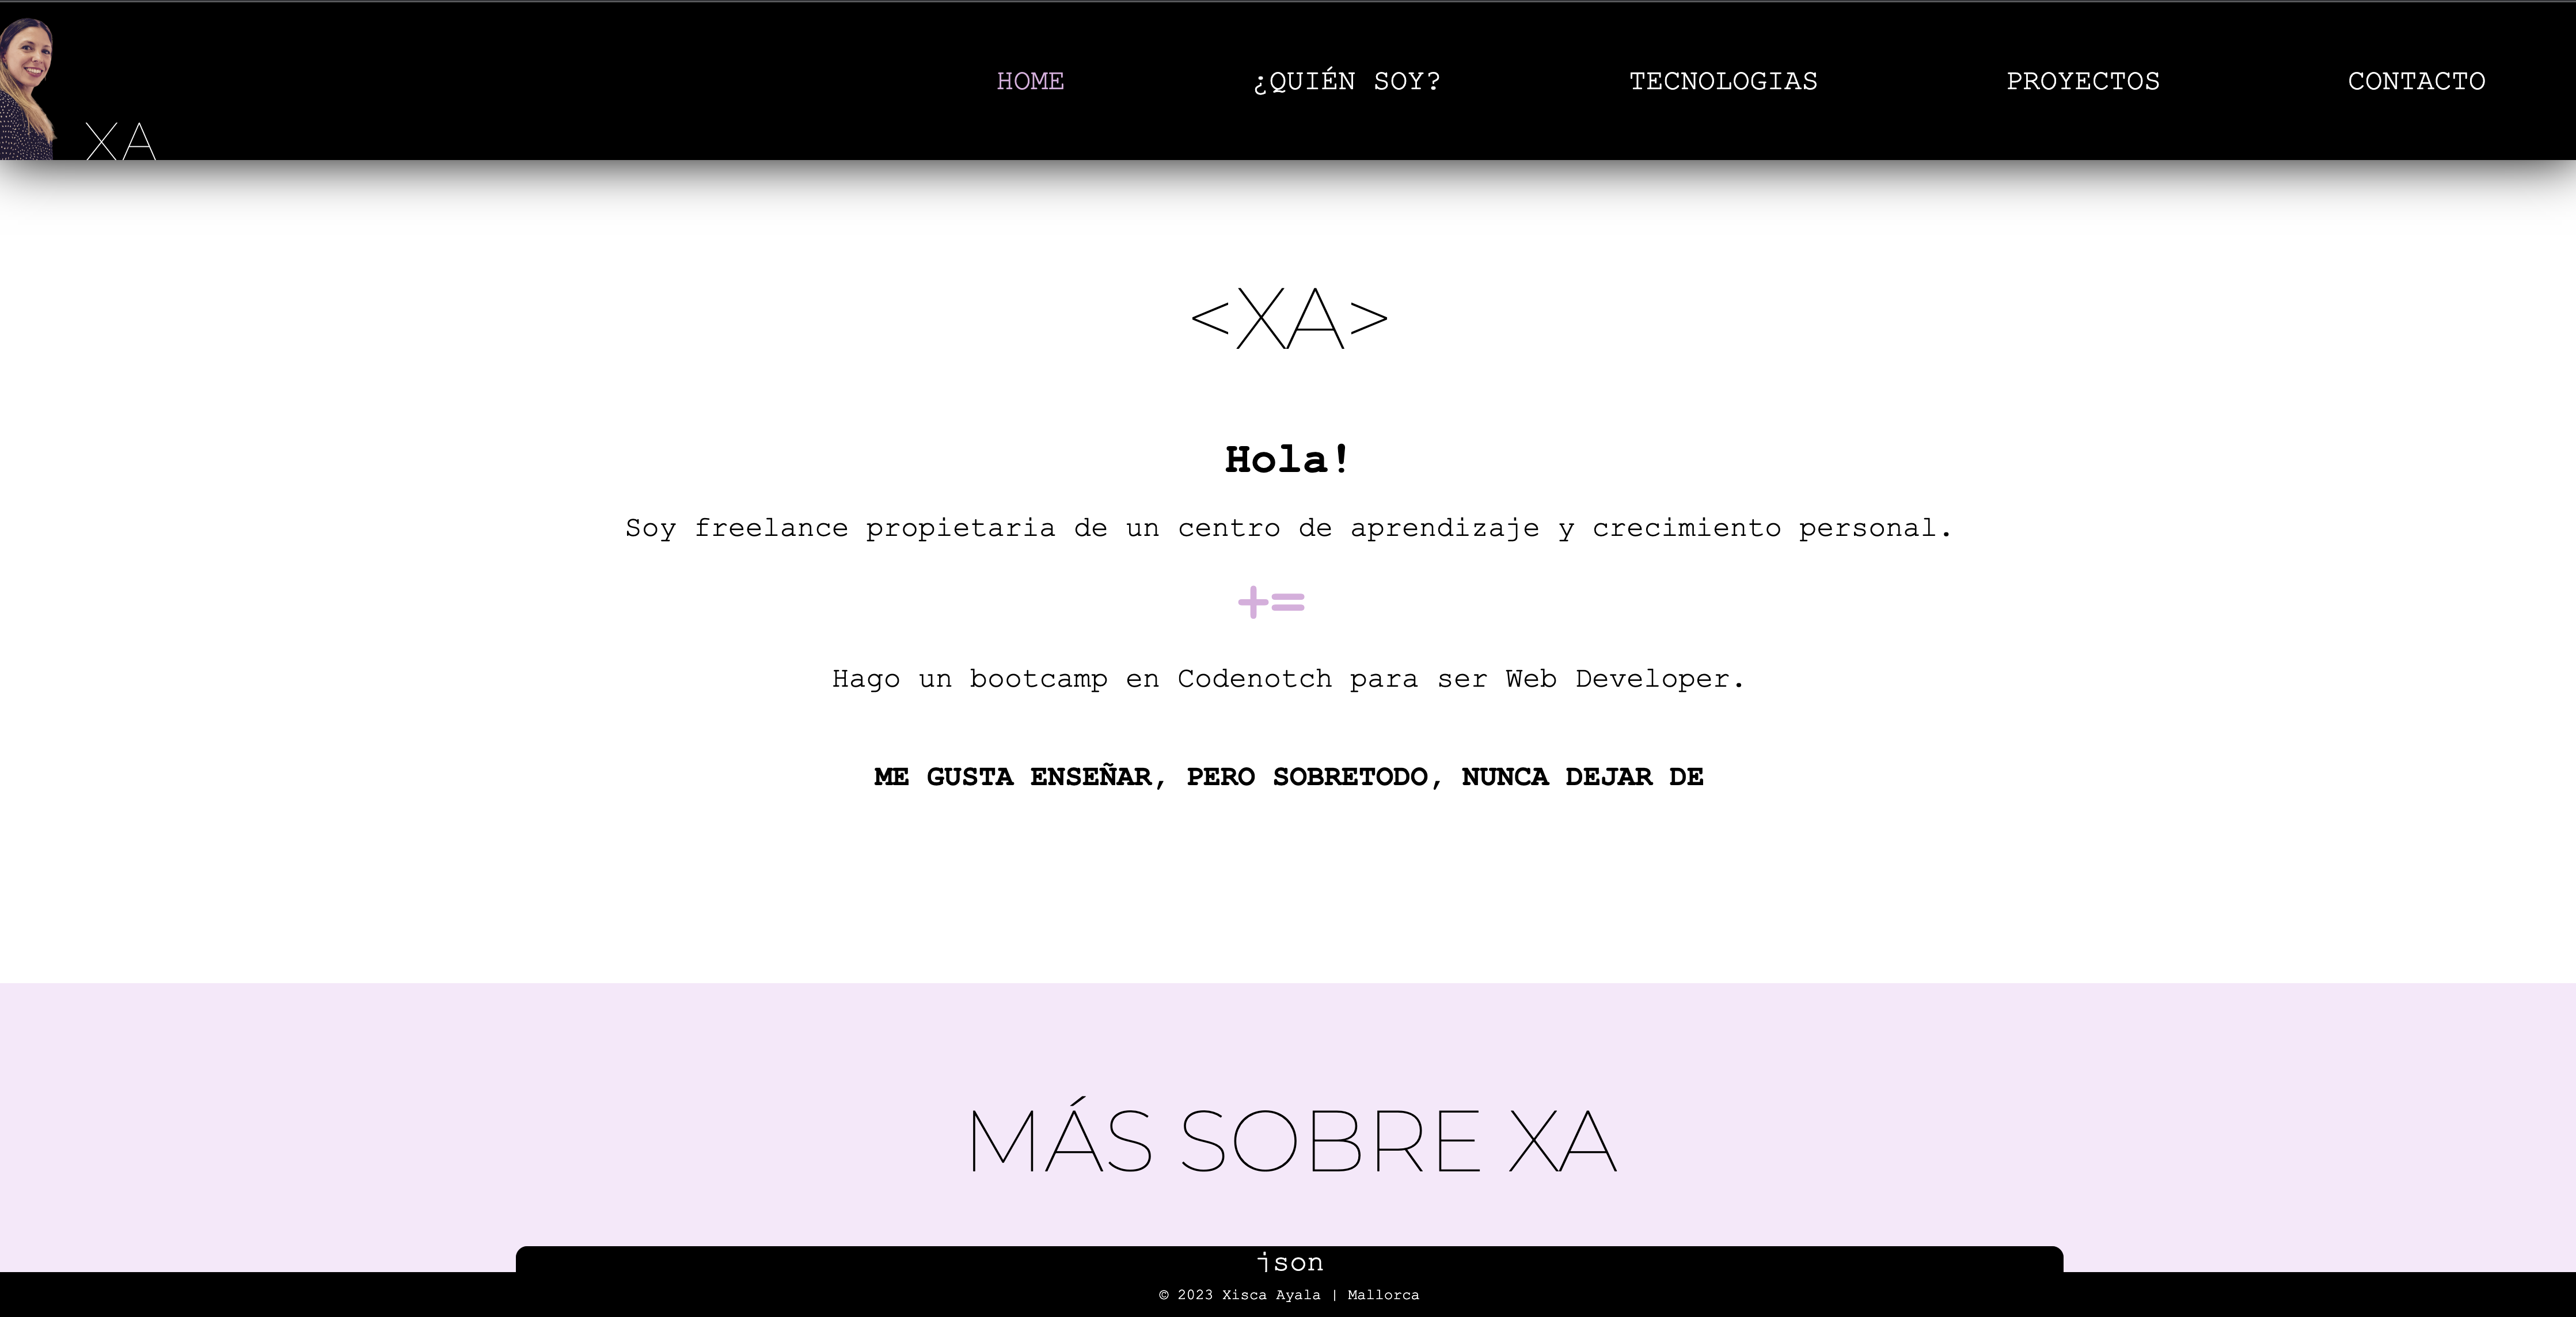 HOME ¿QUIÉN SOY? TECNOLOGIAS PROYECTOS CONTACTO
XA
<XA>
Hola!
Soy freelance propietaria de un centro de aprendizaje y crecimiento personal.
+=
Hago un bootcamp en Codenotch para ser Web Developer.
ME GUSTA ENSEÑAR, PERO SOBRETODO, NUNCA DEJAR DE
MÁS SOBRE XA
json
© 2023 Xisca Ayala | Mallorca